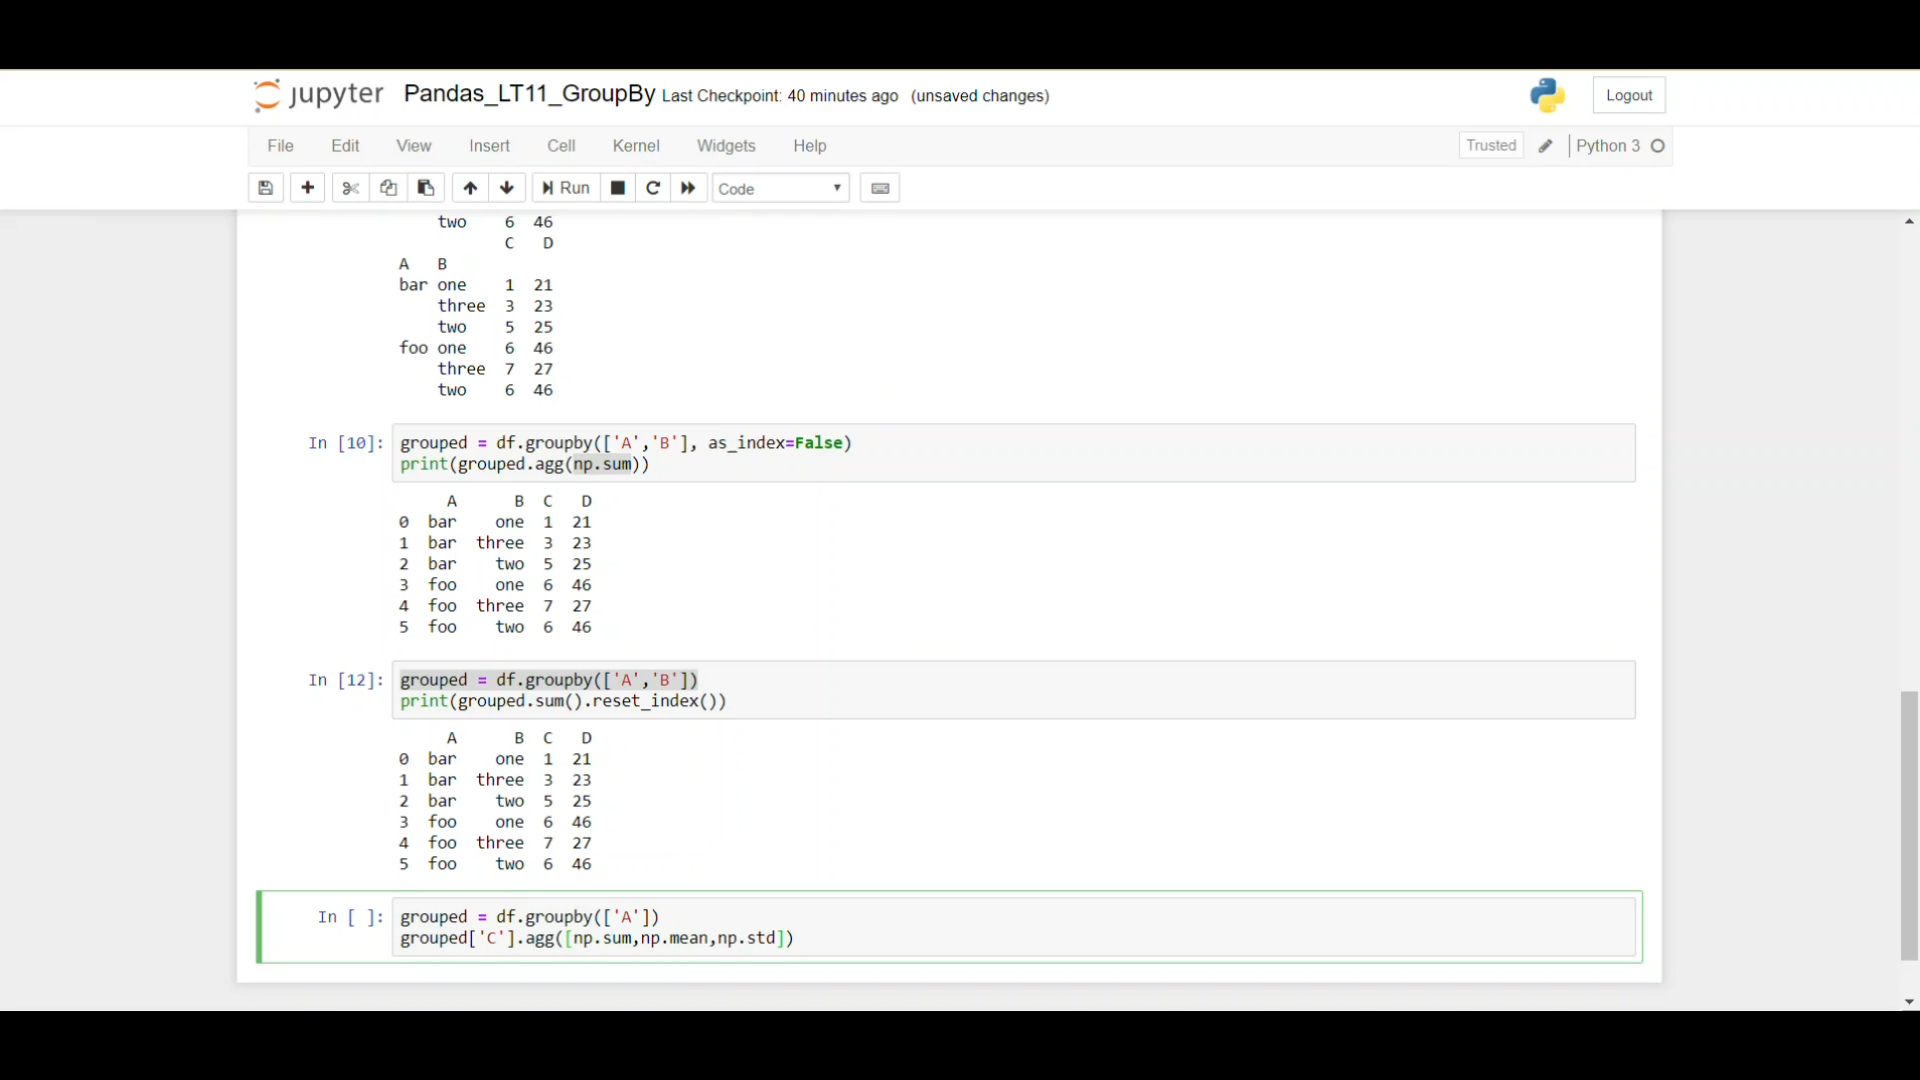 jupyter Pandas_LT11_GroupBy Last Checkpoint: 40 minutes ago (unsaved changes)
Logout
File Edit View Insert Cell Kernel Widgets Help
Trusted Python 3
Run Code
two 6 46
C D
A B
bar one 1 21
three 3 23
two 5 25
foo one 6 46
three 7 27
two 6 46
In [10]: grouped = df.groupby(['A','B'], as_index=False)
print(grouped.agg(np.sum))
A B C D
0 bar one 1 21
1 bar three 3 23
2 bar two 5 25
3 foo one 6 46
4 foo three 7 27
5 foo two 6 46
In [12]: grouped = df.groupby(['A','B'])
print(grouped.sum().reset_index())
A B C D
0 bar one 1 21
1 bar three 3 23
2 bar two 5 25
3 foo one 6 46
4 foo three 7 27
5 foo two 6 46
In [ ]: grouped = df.groupby(['A'])
grouped['C'].agg([np.sum,np.mean,np.std])